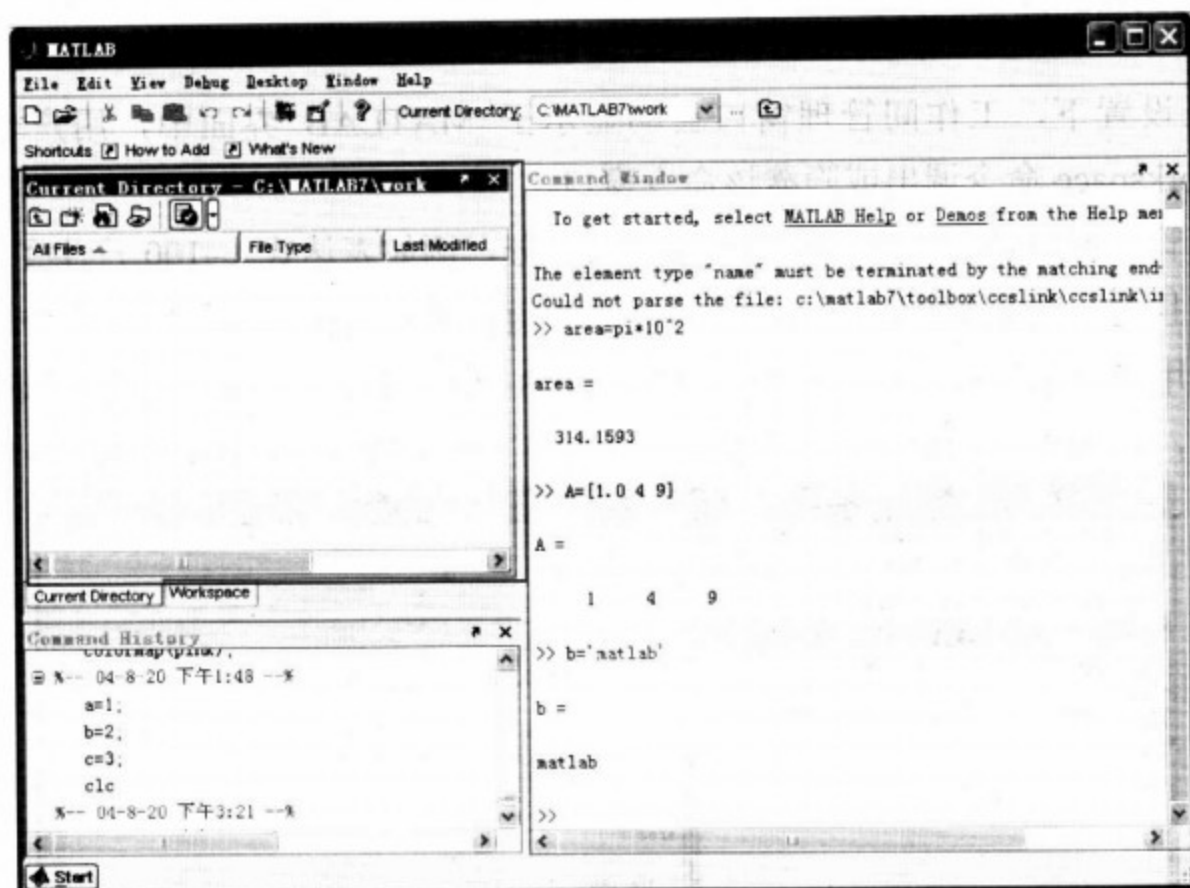 MATLAB
File Edit View Debug Desktop Window Help
Current Directory: C:\MATLAB7\work ...
Shortcuts How to Add What's New
Current Directory - C:\MATLAB7\work
All Files File Type Last Modified
Current Directory Workspace
Command History
colormap(pink);
%-- 04-8-20 下午1:48 --%
a=1;
b=2;
c=3;
clc
%-- 04-8-20 下午3:21 --%
Command Window
To get started, select MATLAB Help or Demos from the Help
The element type "name" must be terminated by the matching end-
Could not parse the file: c:\matlab7\toolbox\ccslink\ccslink\
>> area=pi*10^2
area =
314.1593
>> A=[1.0 4 9]
A =
1 4 9
>> b='matlab'
b =
matlab
>>
Start